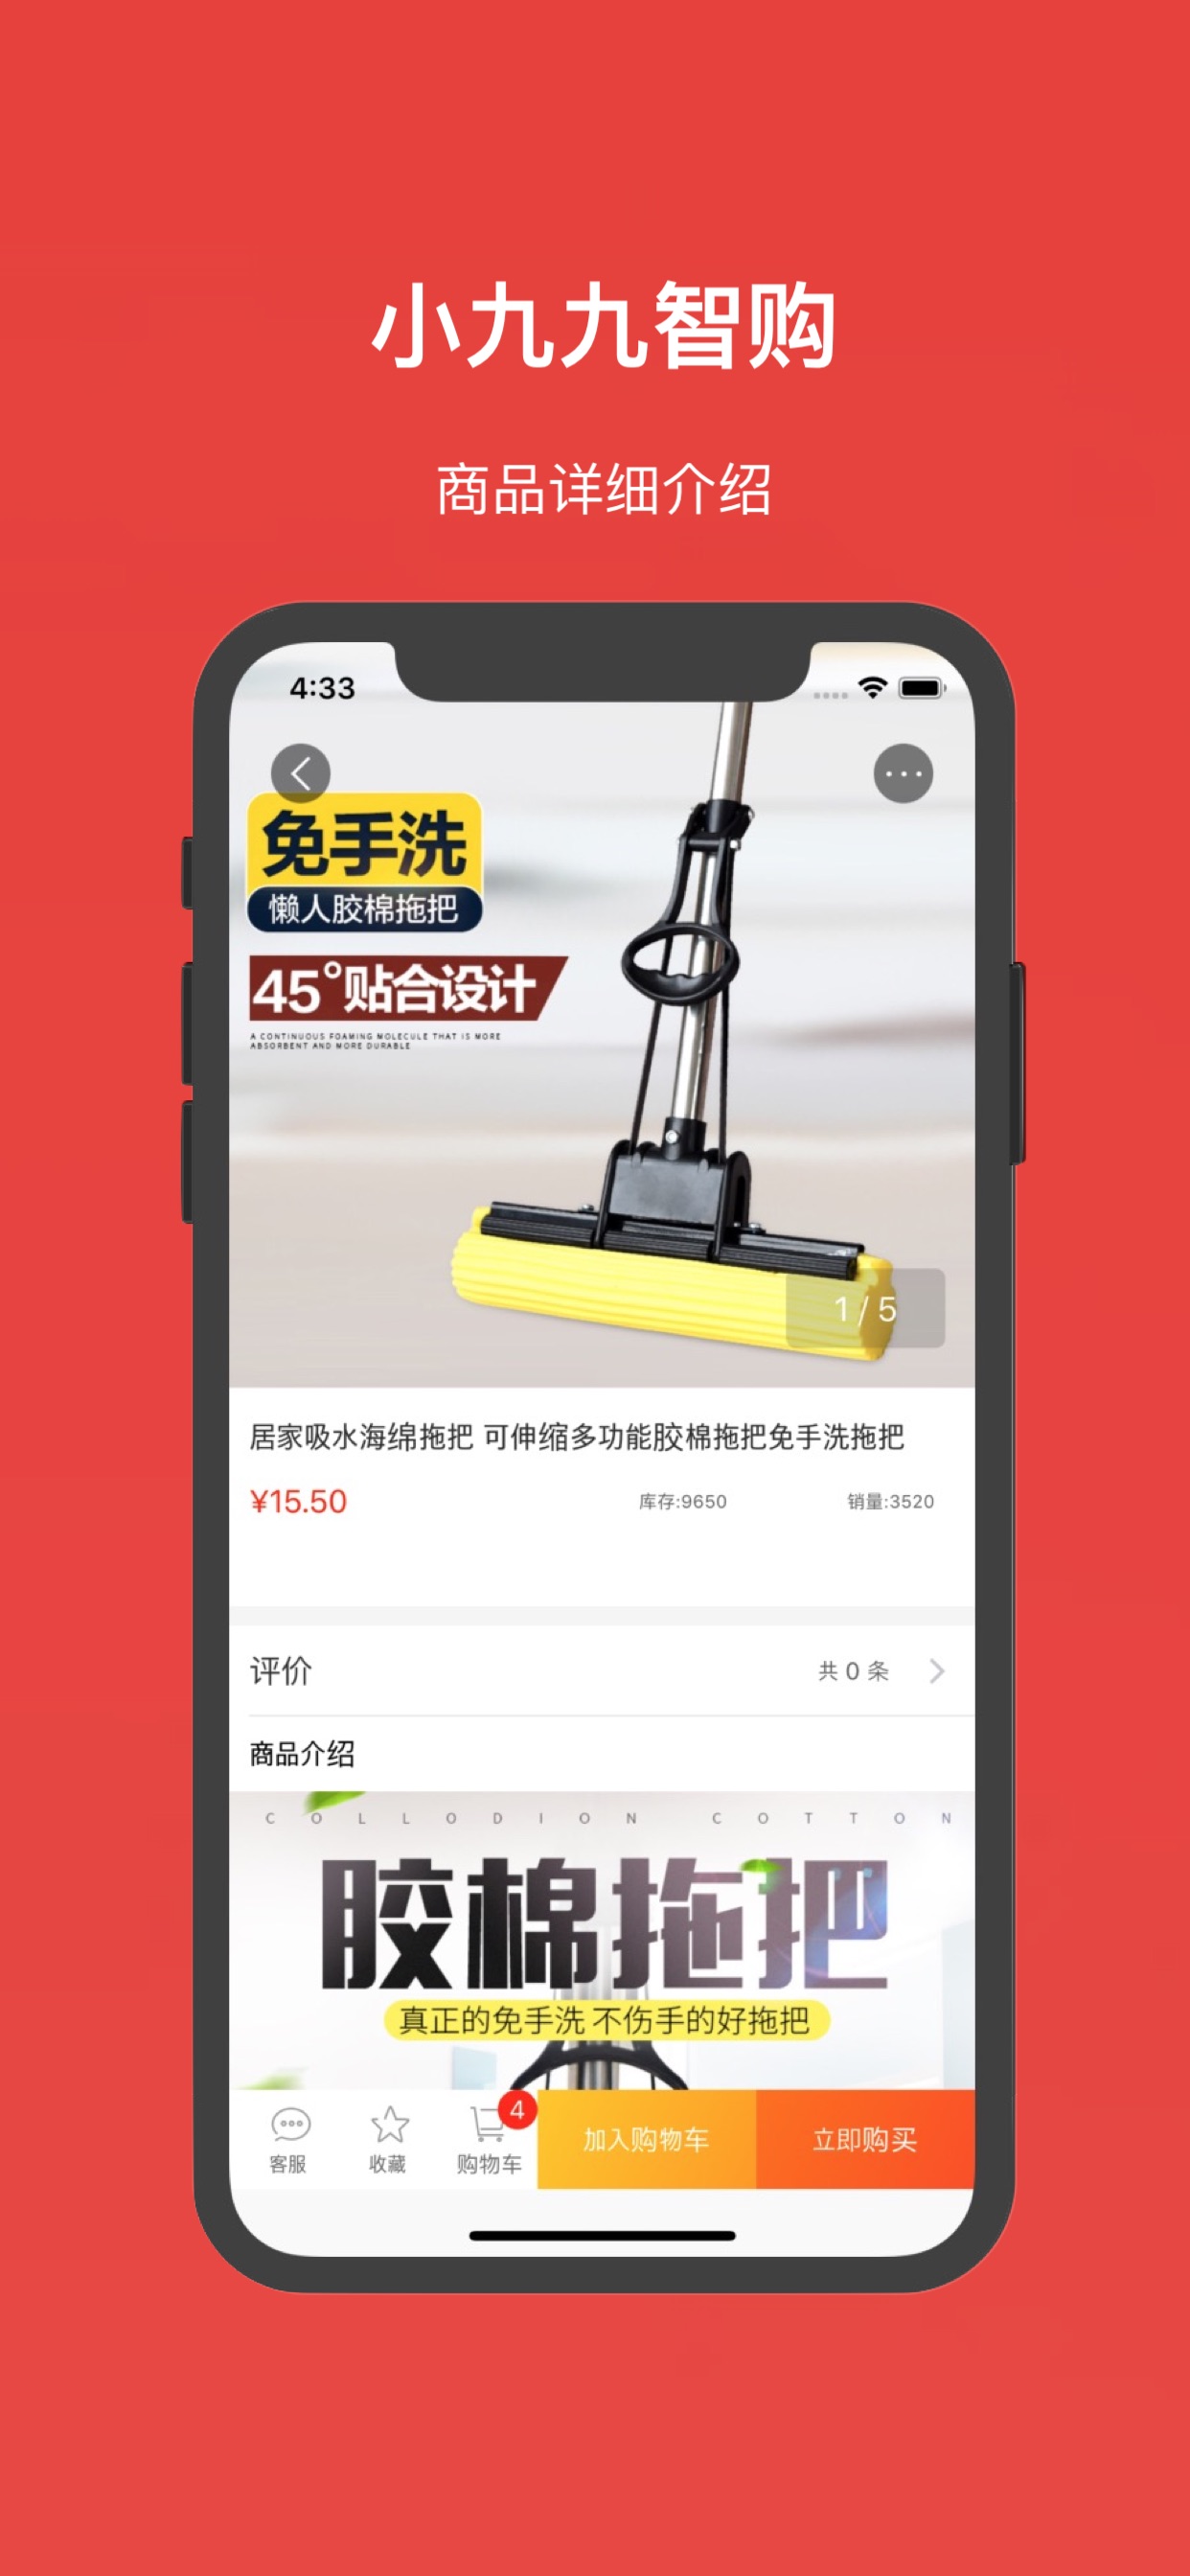 小九九智购
商品详细介绍
4:33
免手洗
懒人胶棉拖把
45°贴合设计
A CONTINUOUS FOAMING MOLECULE THAT IS MORE
ABSORBENT AND MORE DURABLE
1 / 5
居家吸水海绵拖把 可伸缩多功能胶棉拖把免手洗拖把
¥15.50 库存:9650 销量:3520
评价 共 0 条
商品介绍
COLLODION COTTON
胶棉拖把
真正的免手洗 不伤手的好拖把
4
客服 收藏 购物车 加入购物车 立即购买